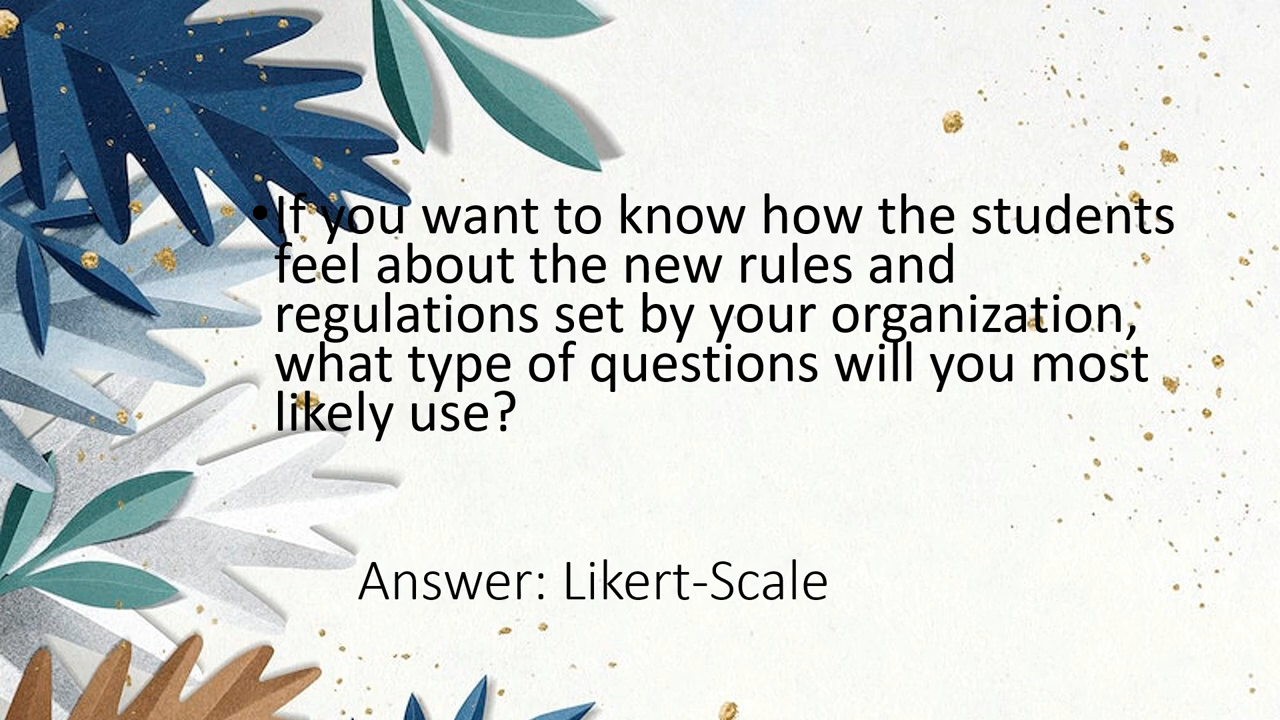 •If you want to know how the students
feel about the new rules and
regulations set by your organization,
what type of questions will you most
likely use?
Answer: Likert-Scale